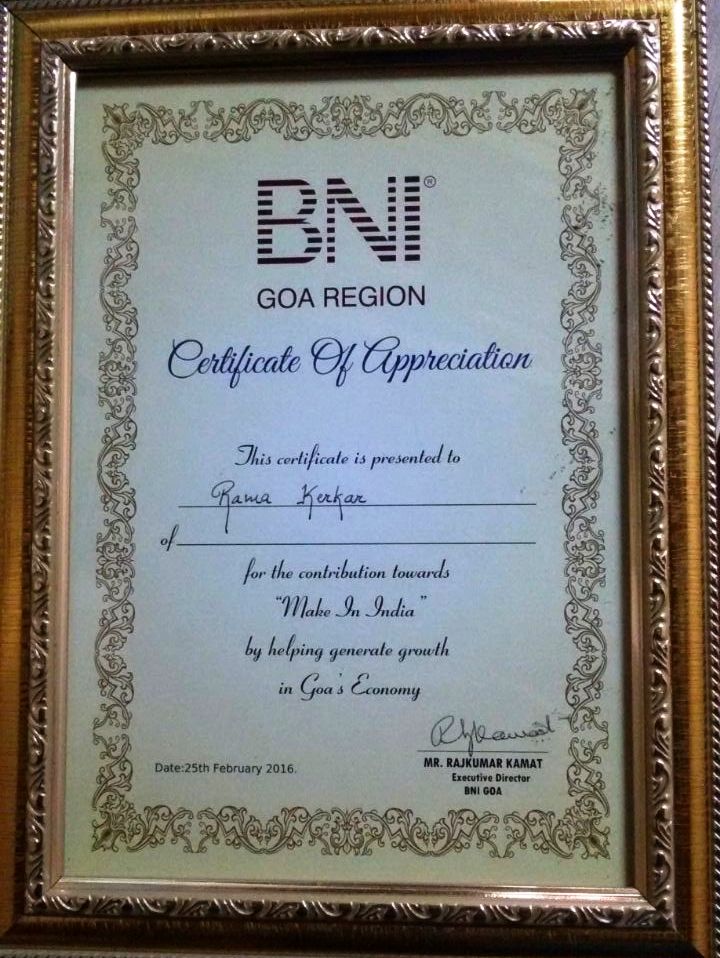 BNI®
GOA REGION
Certificate Of Appreciation
This certificate is presented to
Rama Kerkar
of
for the contribution towards
"Make In India"
by helping generate growth
in Goa's Economy
Date:25th February 2016.
MR. RAJKUMAR KAMAT
Executive Director
BNI GOA